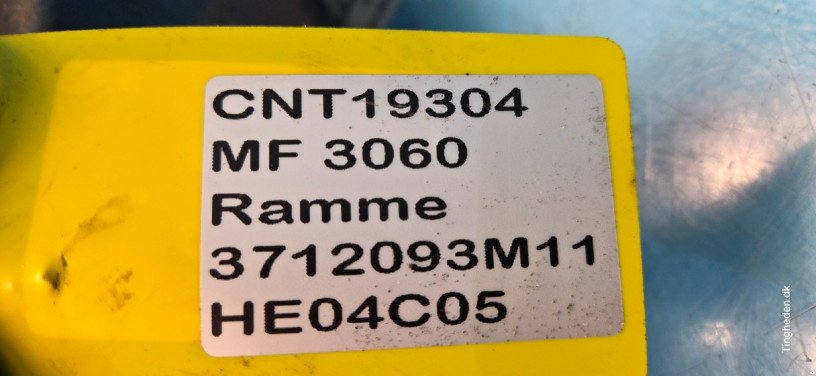 CNT19304
MF 3060
Ramme
3712093M11
HE04C05
Tingheden.dk